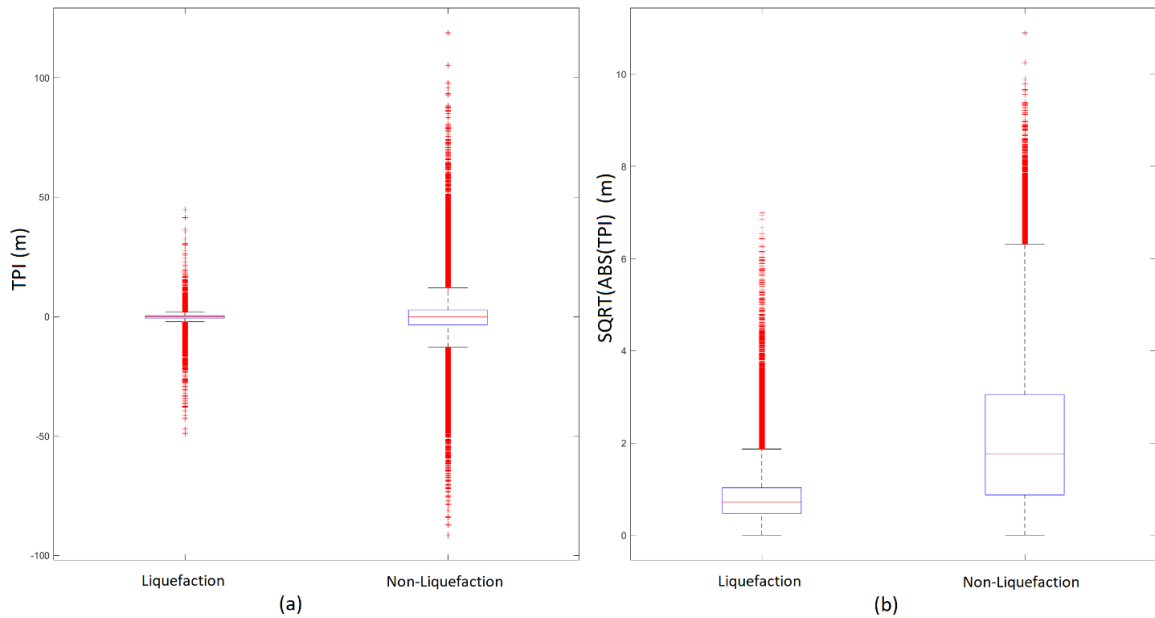 TPI (m)
100
50
0
-50
-100
Liquefaction
Non-Liquefaction
(a)
SQRT(ABS(TPI) (m)
10
8
6
4
2
0
Liquefaction
Non-Liquefaction
(b)